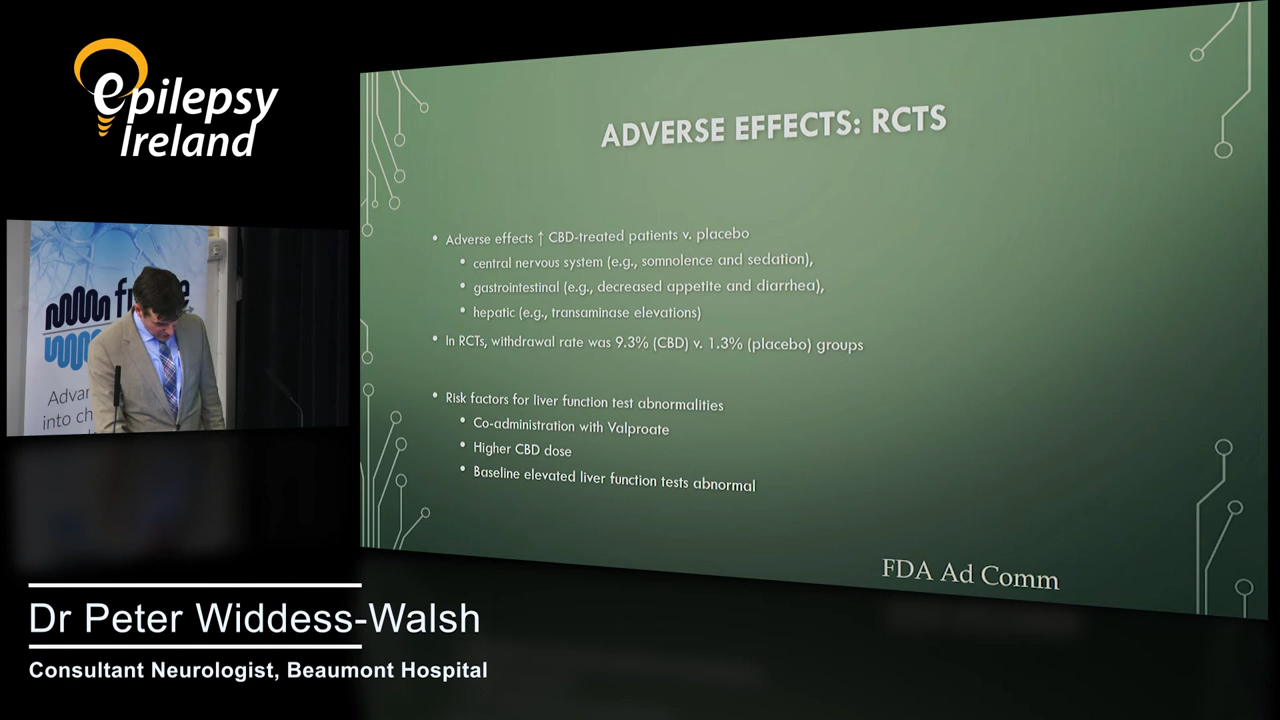 epilepsy
Ireland
ADVERSE EFFECTS: RCTS
• Adverse effects ↑ CBD-treated patients v. placebo
• central nervous system (e.g., somnolence and sedation),
• gastrointestinal (e.g., decreased appetite and diarrhea),
• hepatic (e.g., transaminase elevations)
• In RCTs, withdrawal rate was 9.3% (CBD) v. 1.3% (placebo) groups
• Risk factors for liver function test abnormalities
• Co-administration with Valproate
• Higher CBD dose
• Baseline elevated liver function tests abnormal
FDA Ad Comm
into
Dr Peter Widdess-Walsh
Consultant Neurologist, Beaumont Hospital